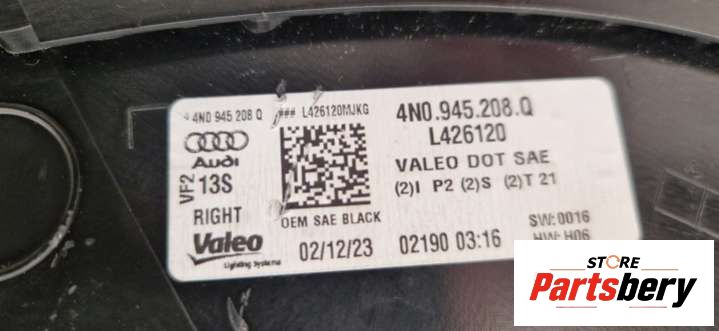 4N0 945 208 Q ### L426120MJKG
Audi
VF2
13S
RIGHT
OEM SAE BLACK
Valeo
Lighting Systems
02/12/23
4N0.945.208.Q
L426120
VALEO DOT SAE
(2)I P2 (2)S (2)T 21
02190 03:16
SW:0016
HW:H06
STORE
Partsbery